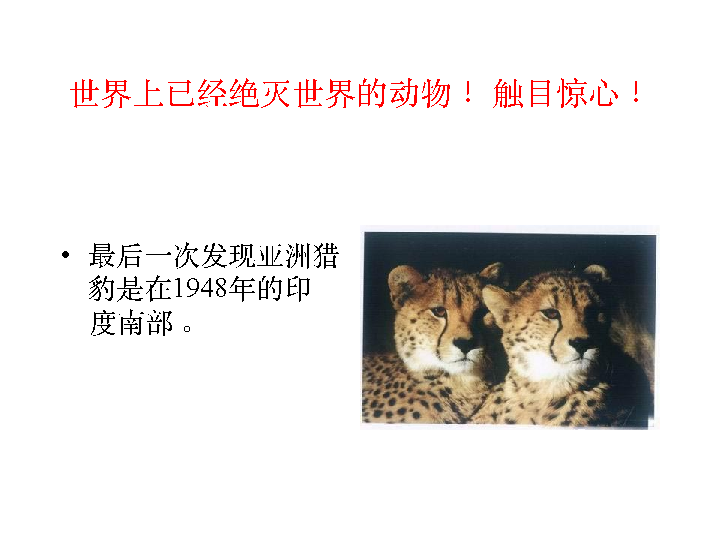 世界上已经绝灭世界的动物！ 触目惊心！
• 最后一次发现亚洲猎
豹是在1948年的印
度南部 。